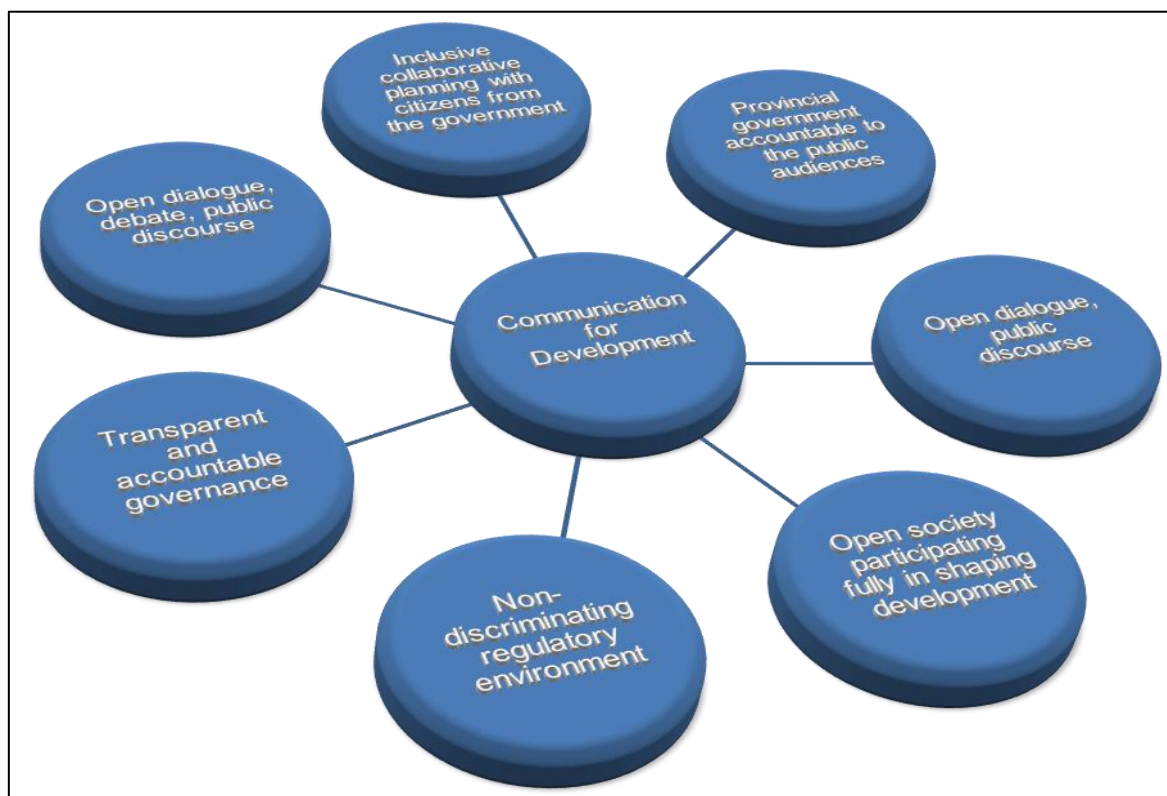 Inclusive
collaborative
planning with
citizens from
the government
Provincial
government
accountable to
the public
audiences
Open dialogue,
debate, public
discourse
Communication
for
Development
Open dialogue,
public
discourse
Transparent
and
accountable
governance
Open society
participating
fully in shaping
development
Non-
discriminating
regulatory
environment